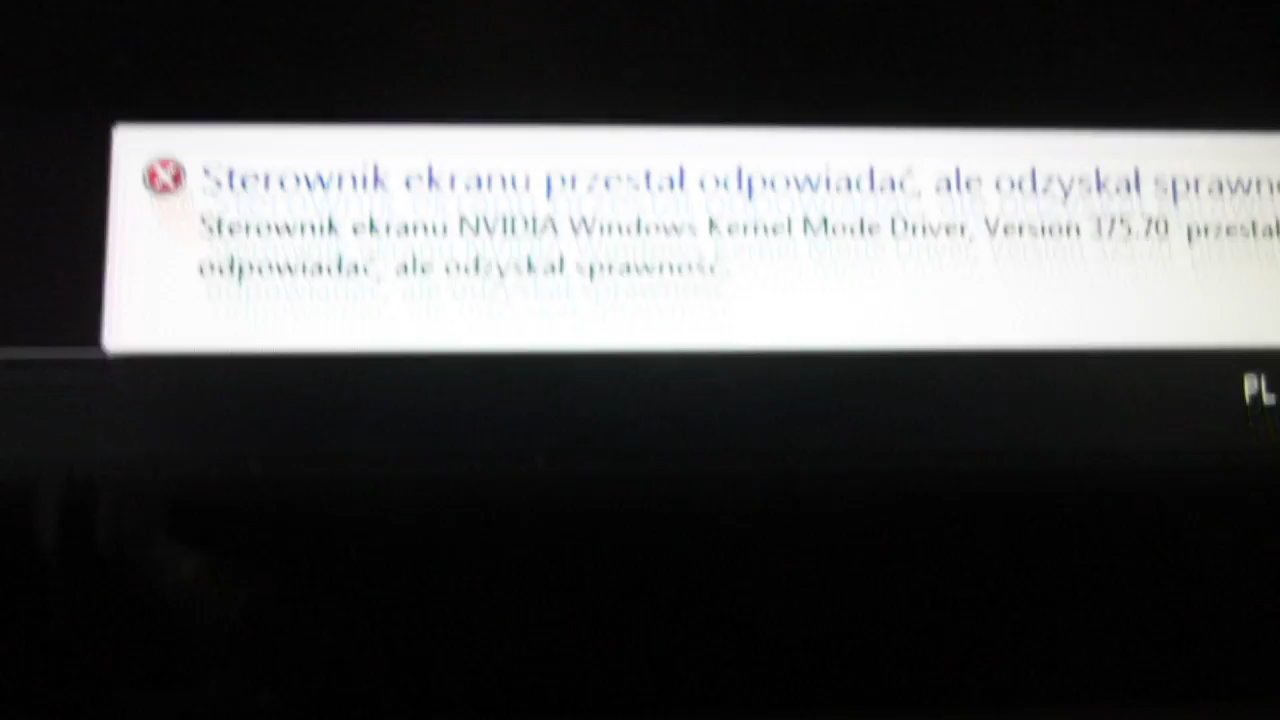 Sterownik ekranu przestał odpowiadać, ale odzyskał
Sterownik ekranu NVIDIA Windows Kernel Mode Driver, Version 375.70 przestał
odpowiadać, ale odzyskał sprawność.
PL